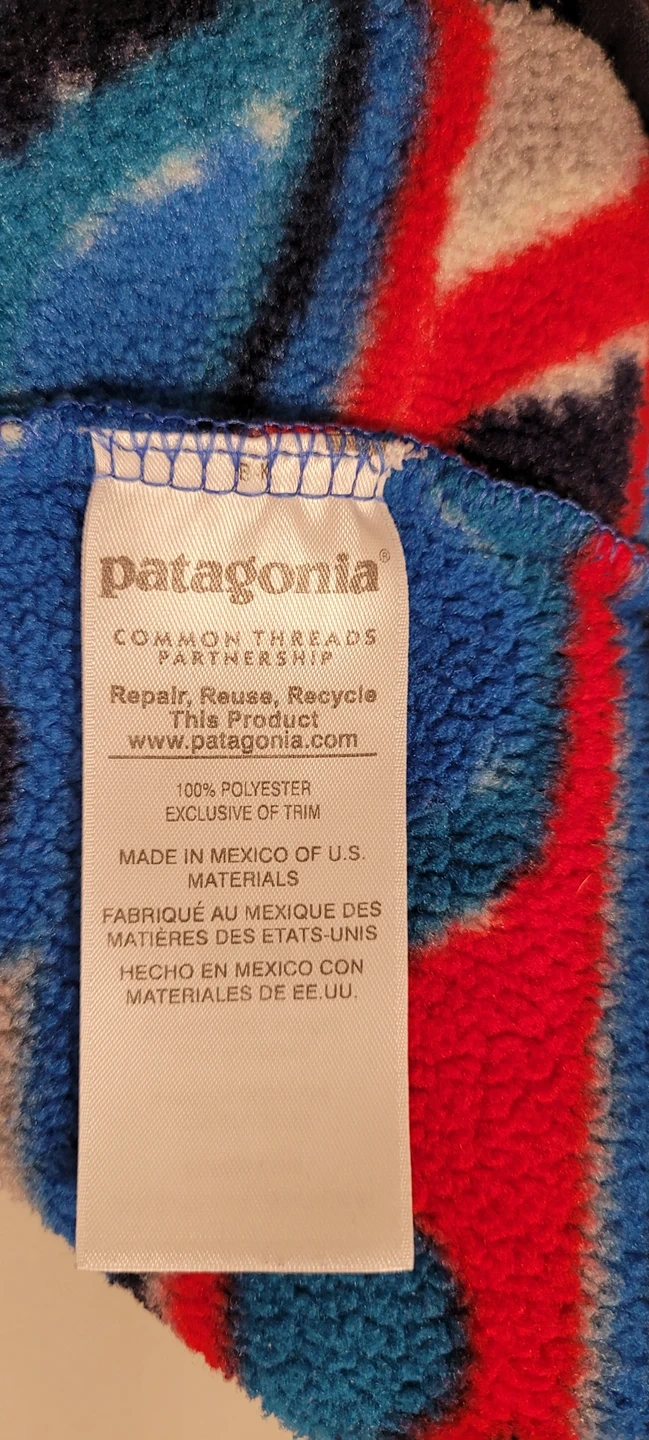 patagonia®
COMMON THREADS
PARTNERSHIP
Repair, Reuse, Recycle
This Product
www.patagonia.com
100% POLYESTER
EXCLUSIVE OF TRIM
MADE IN MEXICO OF U.S.
MATERIALS
FABRIQUÉ AU MEXIQUE DES
MATIÈRES DES ETATS-UNIS
HECHO EN MEXICO CON
MATERIALES DE EE.UU.